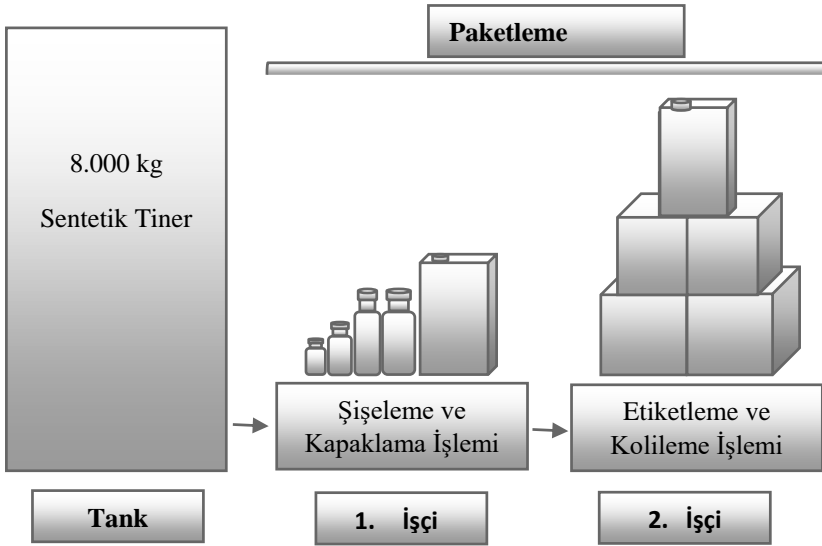 Paketleme
8.000 kg
Sentetik Tiner
Şişeleme ve
Kapaklama İşlemi
Etiketleme ve
Kolileme İşlemi
Tank
1. İşçi
2. İşçi